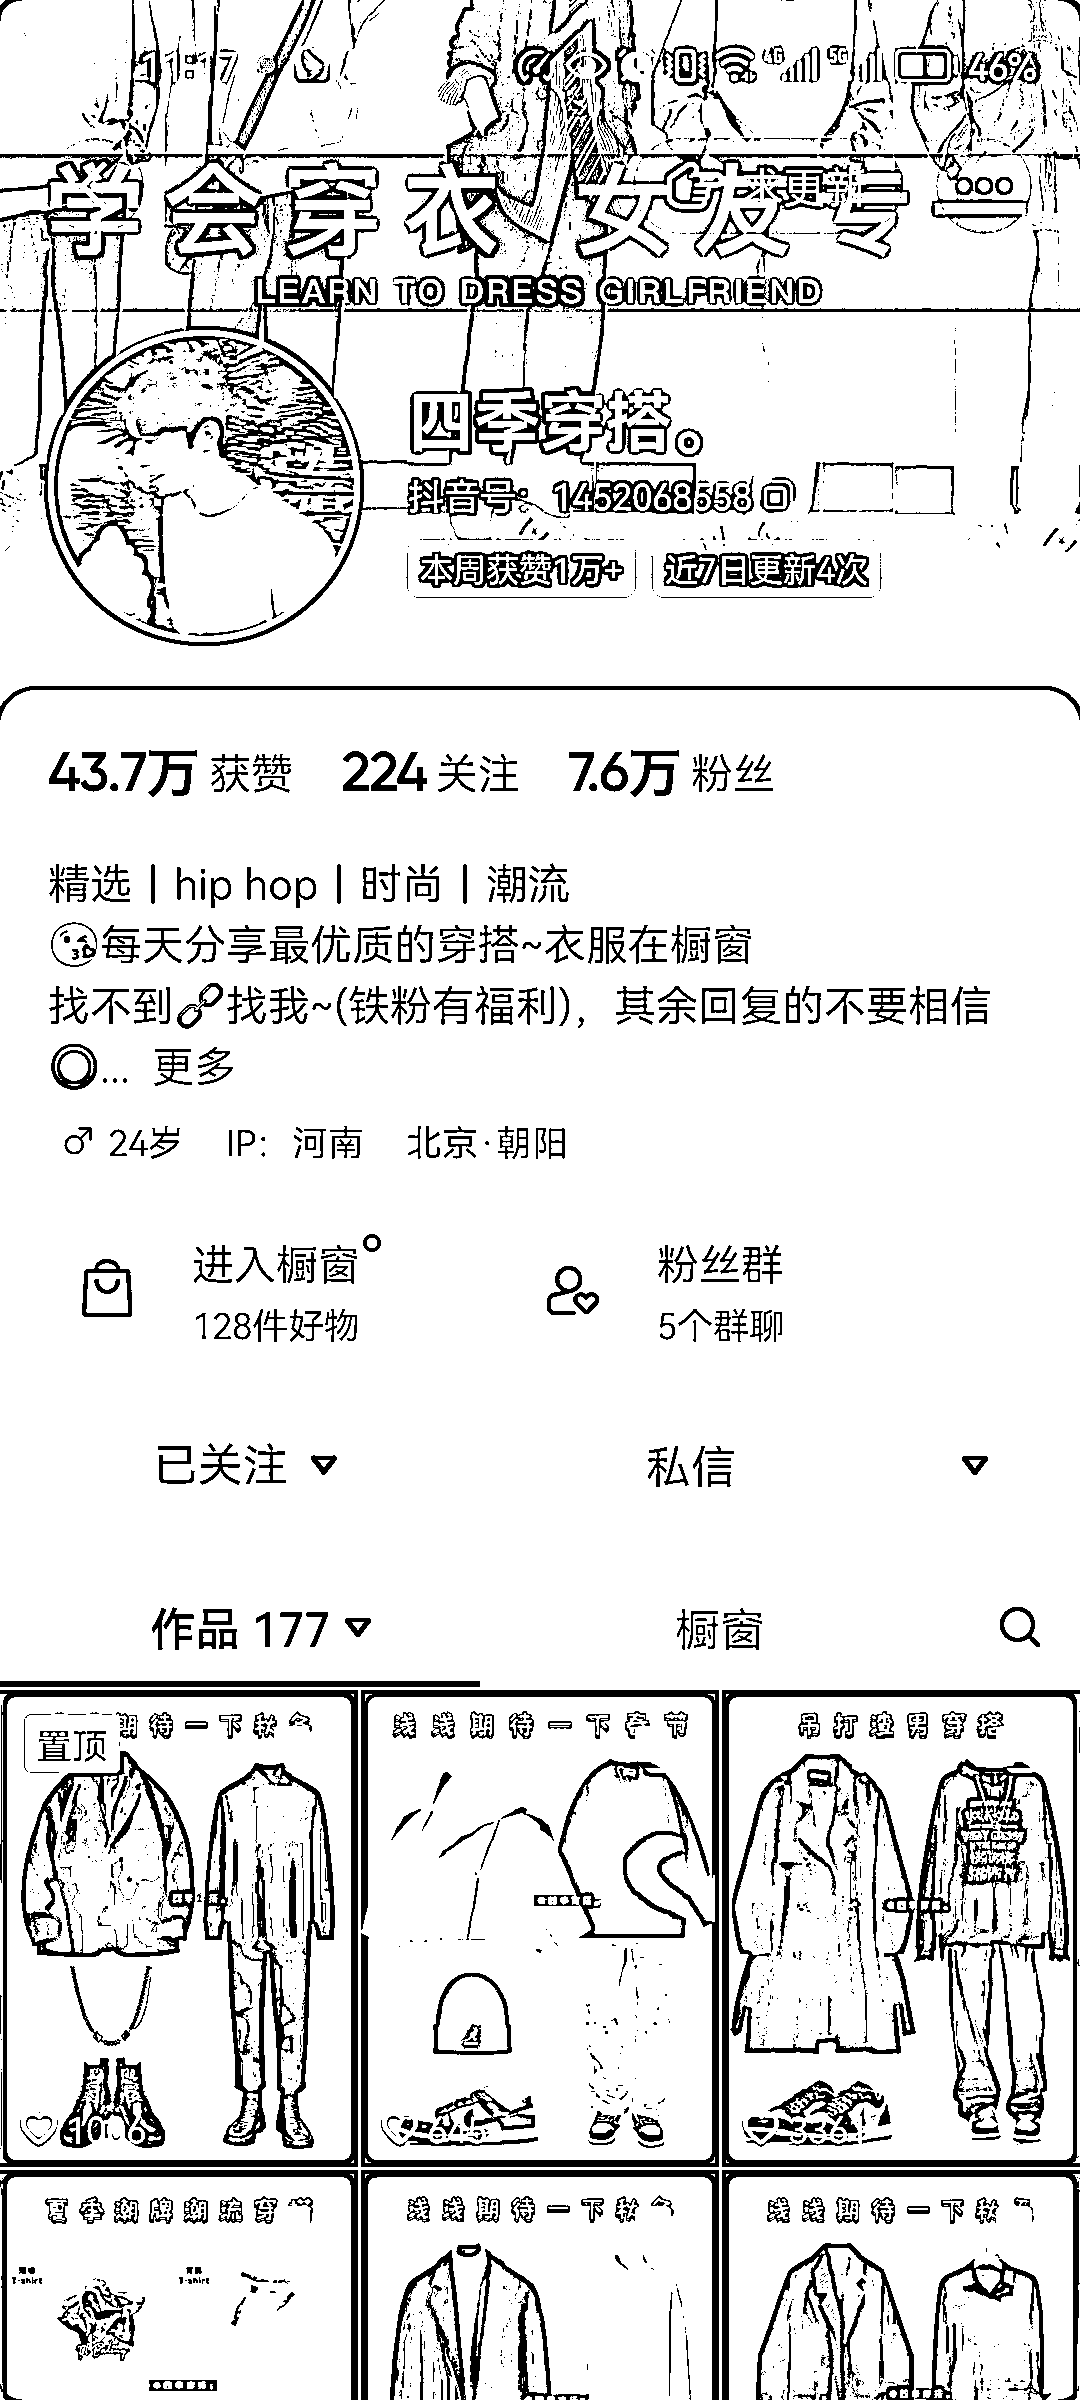 11:17 46%
求更新
学会穿衣 女友专
LEARN TO DRESS GIRLFRIEND
四季穿搭。
抖音号：1452068558
本周获赞1万+ 近7日更新4次
43.7万 获赞 224 关注 7.6万 粉丝
精选｜hip hop｜时尚｜潮流
😘每天分享最优质的穿搭~衣服在橱窗
找不到🔗找我~(铁粉有福利)，其余回复的不要相信
... 更多
♂ 24岁 IP：河南 北京·朝阳
进入橱窗 粉丝群
128件好物 5个群聊
已关注 私信
作品 177 橱窗
置顶
期待一下秋 浅浅期待一下春节 吊打渣男穿搭
645
夏季潮牌潮流穿 浅浅期待一下秋 浅浅期待一下秋
T-shirt T-shirt